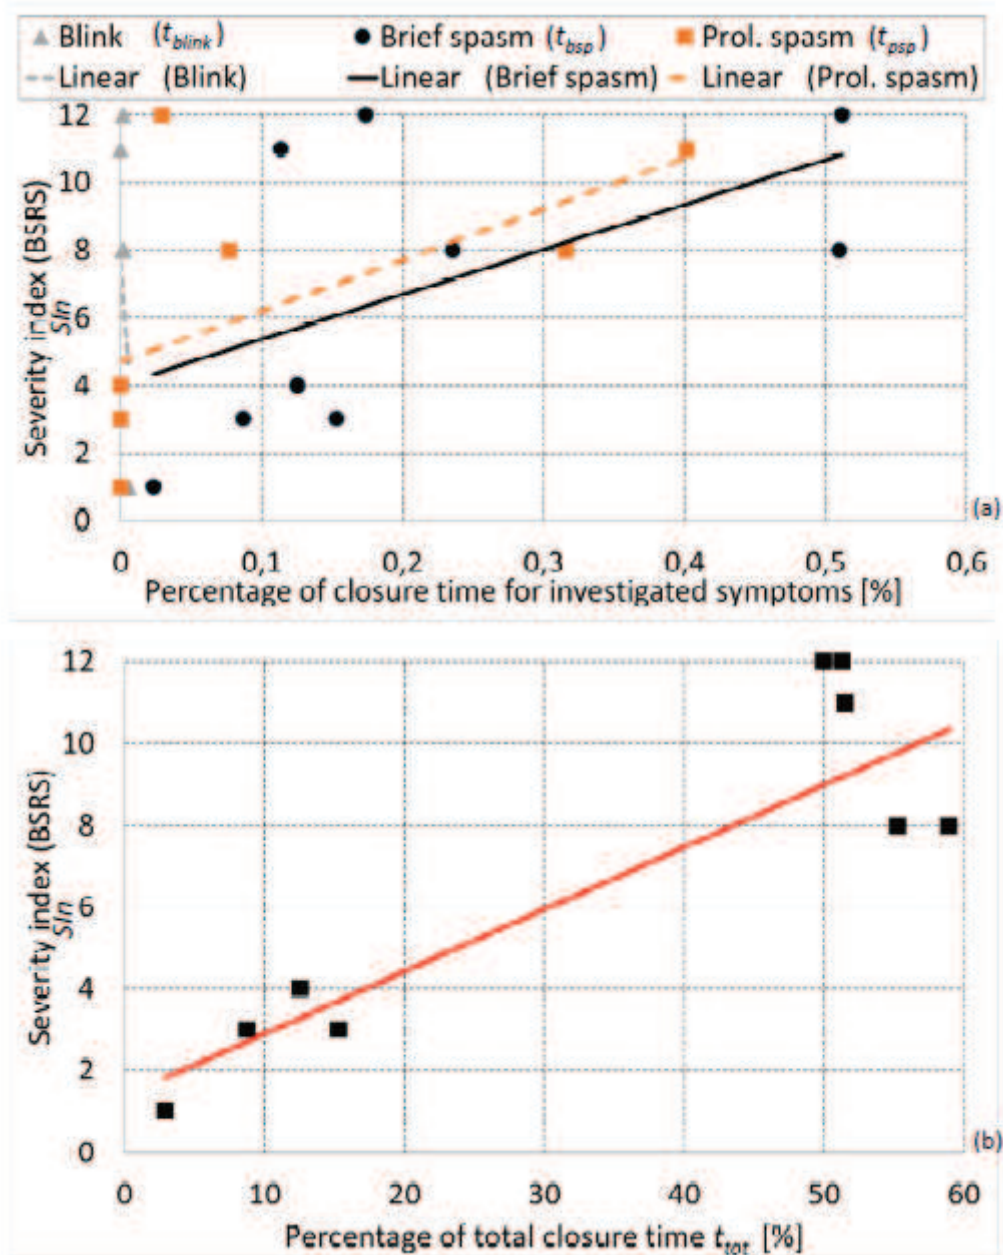 Blink (t_blink) Brief spasm (t_bsp) Prol. spasm (t_psp)
Linear (Blink) Linear (Brief spasm) Linear (Prol. spasm)
Severity index (BSRS)
SIn
12
10
8
6
4
2
0
(a)
0 0,1 0,2 0,3 0,4 0,5 0,6
Percentage of closure time for investigated symptoms [%]
Severity index (BSRS)
SIn
12
10
8
6
4
2
0
(b)
0 10 20 30 40 50 60
Percentage of total closure time t_tot [%]